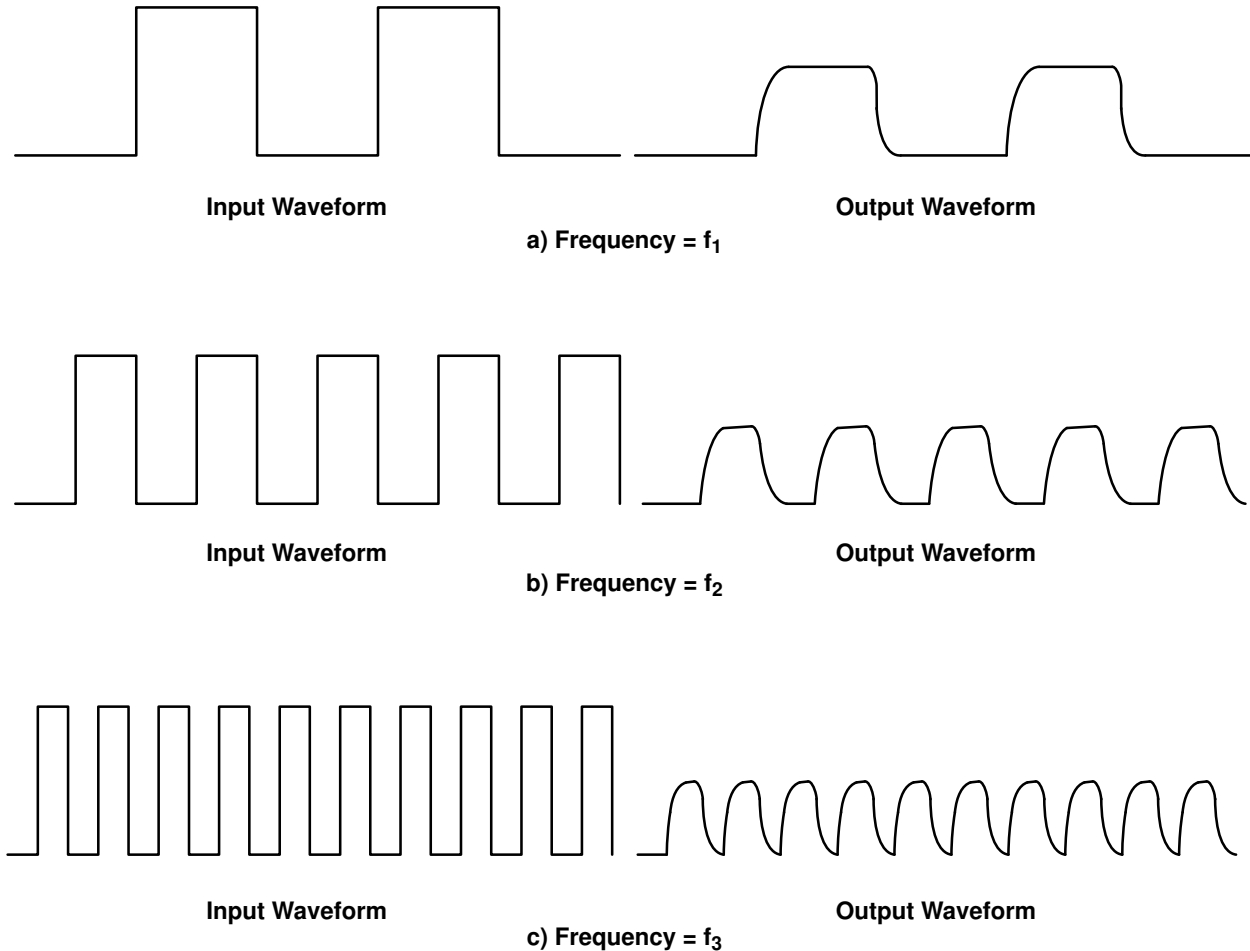 Input Waveform
Output Waveform
a) Frequency = f1
Input Waveform
Output Waveform
b) Frequency = f2
Input Waveform
Output Waveform
c) Frequency = f3